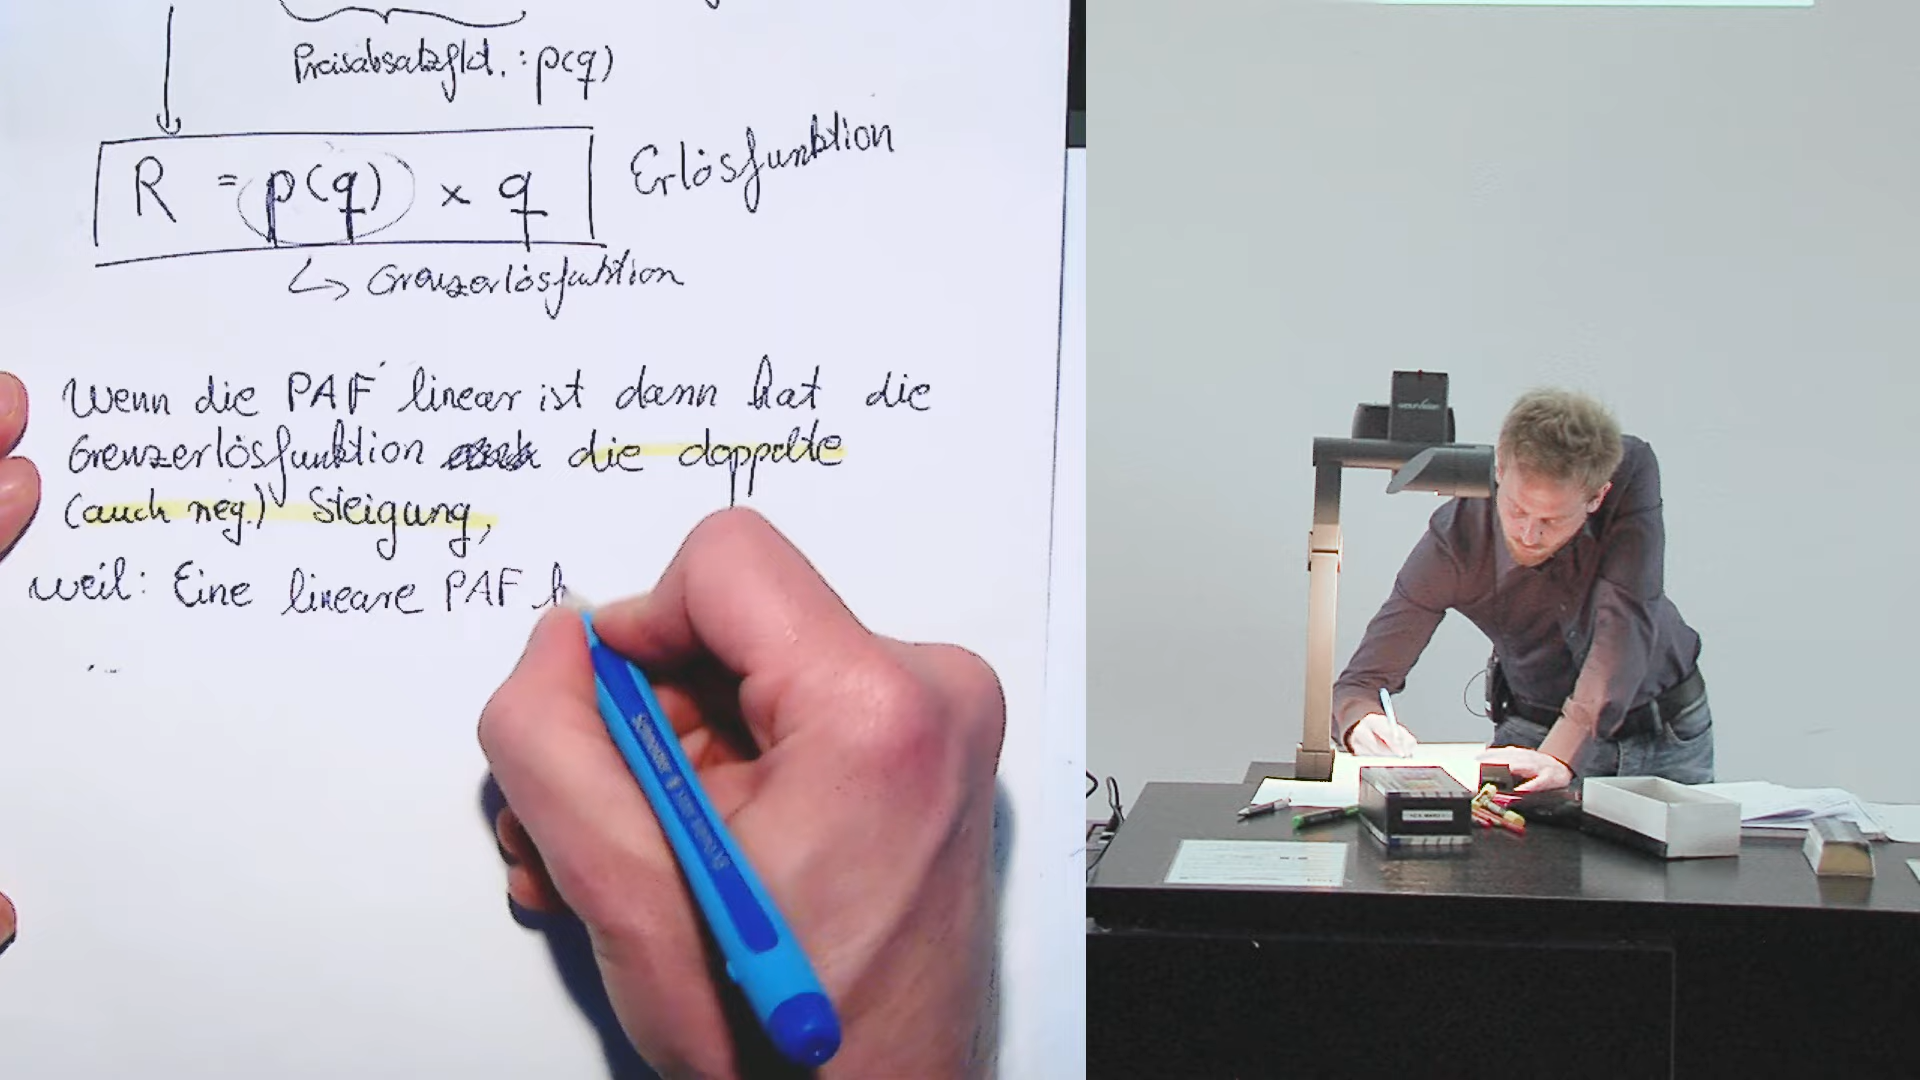 Preisabsatzfkt. : p(q)
R = p(q) x q
Erlösfunktion
↳ Grenzerlösfunktion
Wenn die PAF linear ist dann hat die
Grenzerlösfunktion die doppelte
(auch neg.) Steigung,
weil: Eine lineare PAF h